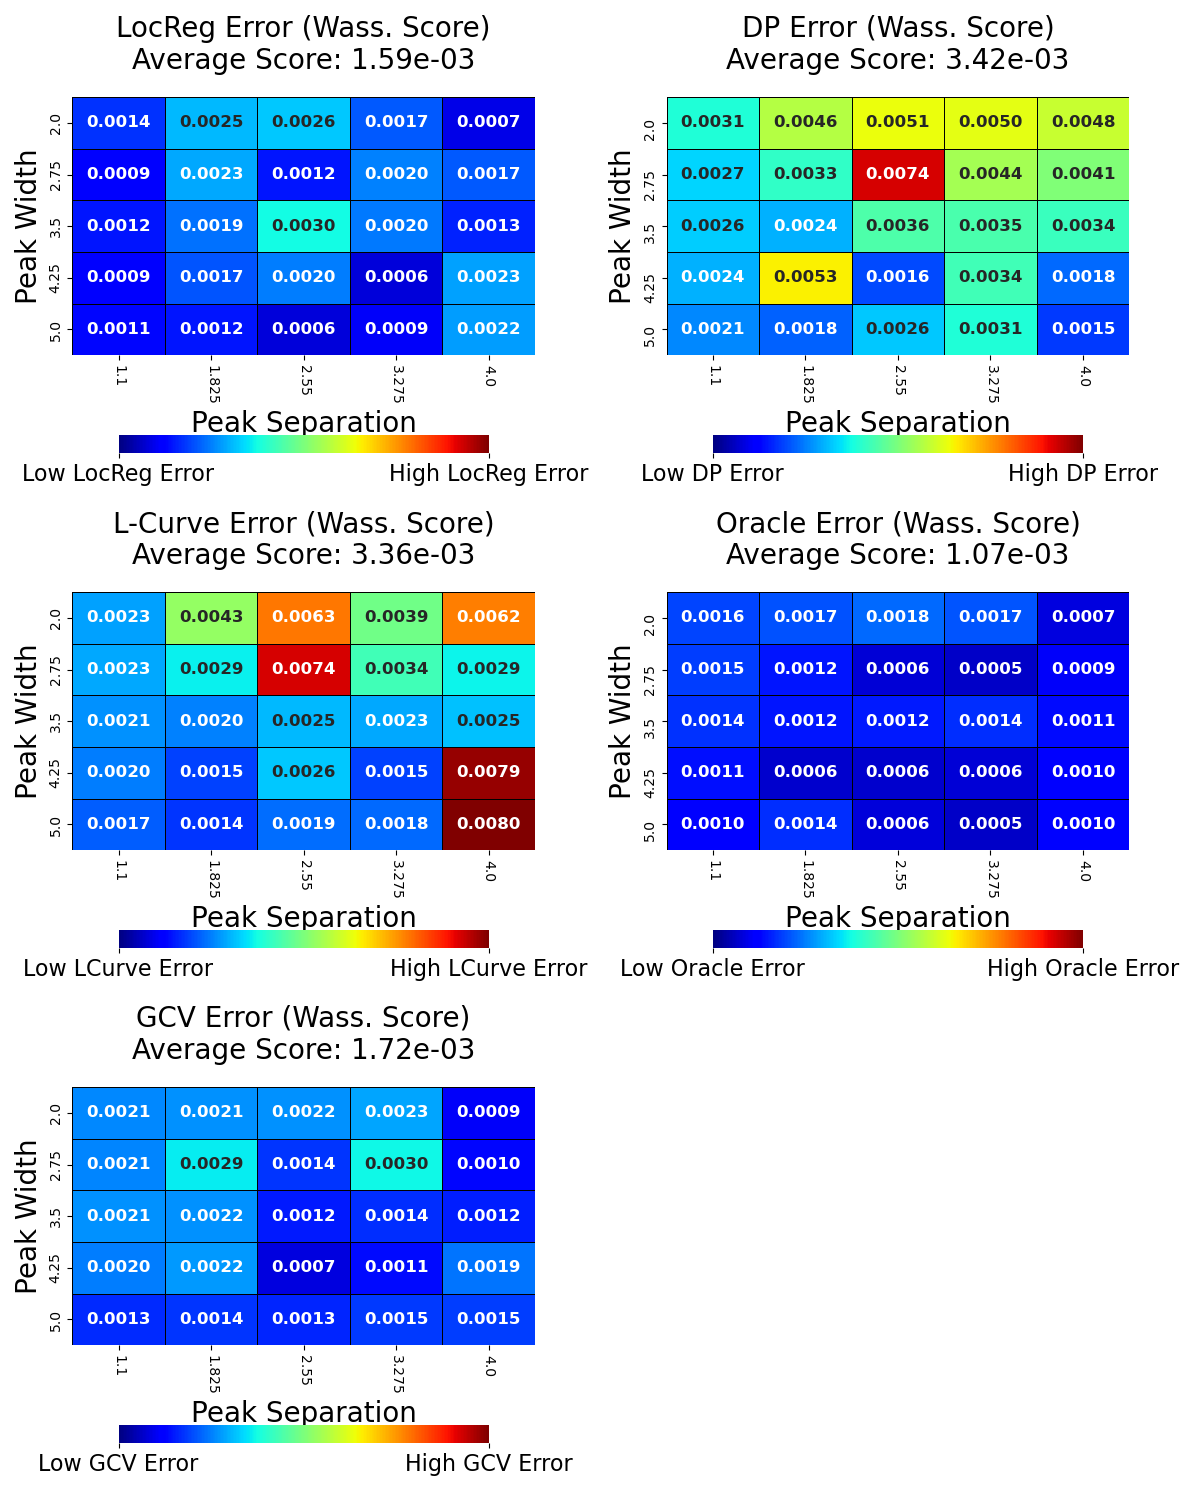 LocReg Error (Wass. Score)
Average Score: 1.59e-03
Peak Width
2.0 0.0014 0.0025 0.0026 0.0017 0.0007
2.75 0.0009 0.0023 0.0012 0.0020 0.0017
3.5 0.0012 0.0019 0.0030 0.0020 0.0013
4.25 0.0009 0.0017 0.0020 0.0006 0.0023
5.0 0.0011 0.0012 0.0006 0.0009 0.0022
1.1 1.825 2.55 3.275 4.0
Peak Separation
Low LocReg Error High LocReg Error
DP Error (Wass. Score)
Average Score: 3.42e-03
Peak Width
2.0 0.0031 0.0046 0.0051 0.0050 0.0048
2.75 0.0027 0.0033 0.0074 0.0044 0.0041
3.5 0.0026 0.0024 0.0036 0.0035 0.0034
4.25 0.0024 0.0053 0.0016 0.0034 0.0018
5.0 0.0021 0.0018 0.0026 0.0031 0.0015
1.1 1.825 2.55 3.275 4.0
Peak Separation
Low DP Error High DP Error
L-Curve Error (Wass. Score)
Average Score: 3.36e-03
Peak Width
2.0 0.0023 0.0043 0.0063 0.0039 0.0062
2.75 0.0023 0.0029 0.0074 0.0034 0.0029
3.5 0.0021 0.0020 0.0025 0.0023 0.0025
4.25 0.0020 0.0015 0.0026 0.0015 0.0079
5.0 0.0017 0.0014 0.0019 0.0018 0.0080
1.1 1.825 2.55 3.275 4.0
Peak Separation
Low LCurve Error High LCurve Error
Oracle Error (Wass. Score)
Average Score: 1.07e-03
Peak Width
2.0 0.0016 0.0017 0.0018 0.0017 0.0007
2.75 0.0015 0.0012 0.0006 0.0005 0.0009
3.5 0.0014 0.0012 0.0012 0.0014 0.0011
4.25 0.0011 0.0006 0.0006 0.0006 0.0010
5.0 0.0010 0.0014 0.0006 0.0005 0.0010
1.1 1.825 2.55 3.275 4.0
Peak Separation
Low Oracle Error High Oracle Error
GCV Error (Wass. Score)
Average Score: 1.72e-03
Peak Width
2.0 0.0021 0.0021 0.0022 0.0023 0.0009
2.75 0.0021 0.0029 0.0014 0.0030 0.0010
3.5 0.0021 0.0022 0.0012 0.0014 0.0012
4.25 0.0020 0.0022 0.0007 0.0011 0.0019
5.0 0.0013 0.0014 0.0013 0.0015 0.0015
1.1 1.825 2.55 3.275 4.0
Peak Separation
Low GCV Error High GCV Error